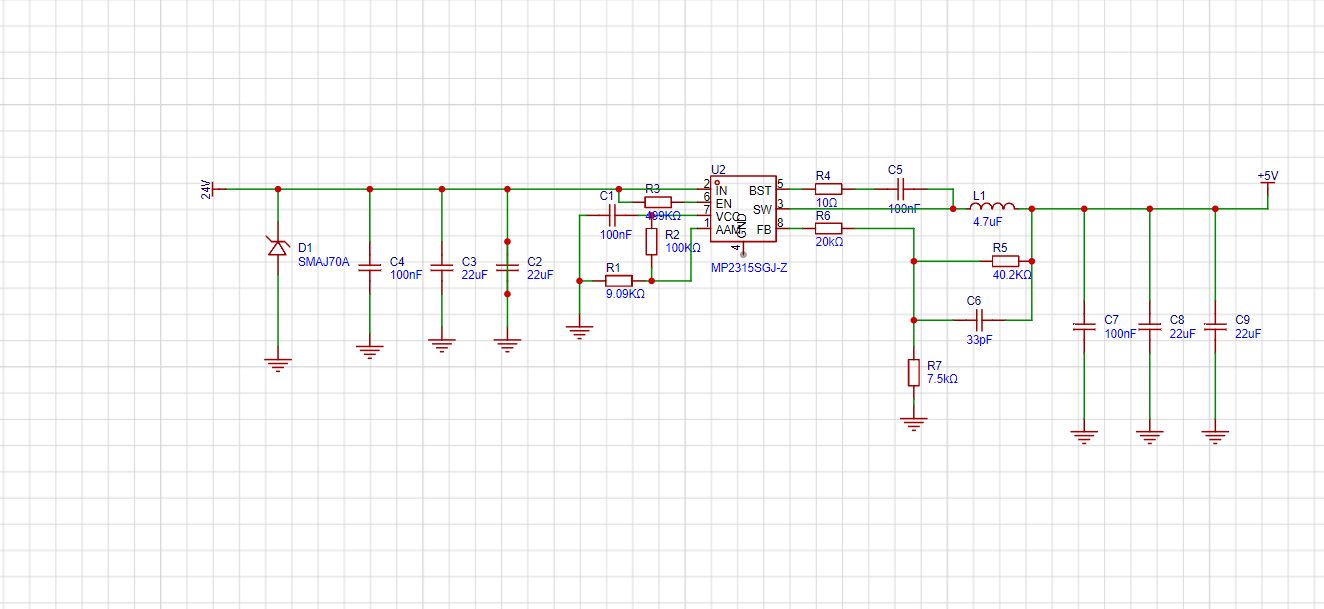 24V
D1
SMAJ70A
C4
100nF
C3
22uF
C2
22uF
C1
100nF
R3
499KΩ
R2
100KΩ
R1
9.09KΩ
U2
2
6
7
1
IN
EN
VCC
AAM
GND
4
BST
SW
FB
5
3
8
MP2315SGJ-Z
R4
10Ω
R6
20kΩ
C5
100nF
L1
4.7uF
R5
40.2KΩ
C6
33pF
R7
7.5kΩ
C7
100nF
C8
22uF
C9
22uF
+5V